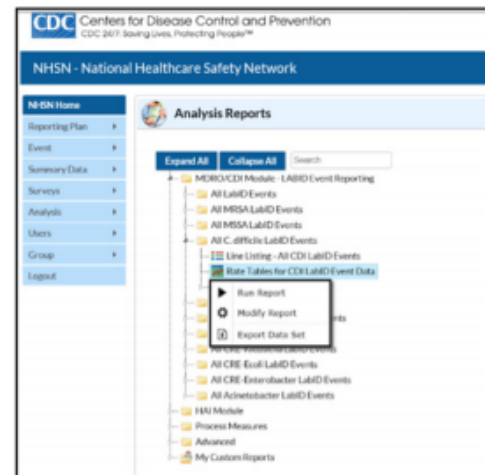 CDC Centers for Disease Control and Prevention
CDC 24/7: Saving Lives, Protecting People™
NHSN - National Healthcare Safety Network
NHSN Home
Reporting Plan
Event
Summary Data
Surveys
Analysis
Users
Group
Logout
Analysis Reports
Expand All Collapse All Search
MDRO/CDI Module - LABID Event Reporting
All LabID Events
All MRSA LabID Events
All MSSA LabID Events
All C. difficile LabID Events
Line Listing - All CDI LabID Events
Rate Tables for CDI LabID Event Data
Run Report
Modify Report
Export Data Set
All CRE-Ecoli LabID Events
All CRE-Enterobacter LabID Events
All Acinetobacter LabID Events
HAI Module
Process Measures
Advanced
My Custom Reports